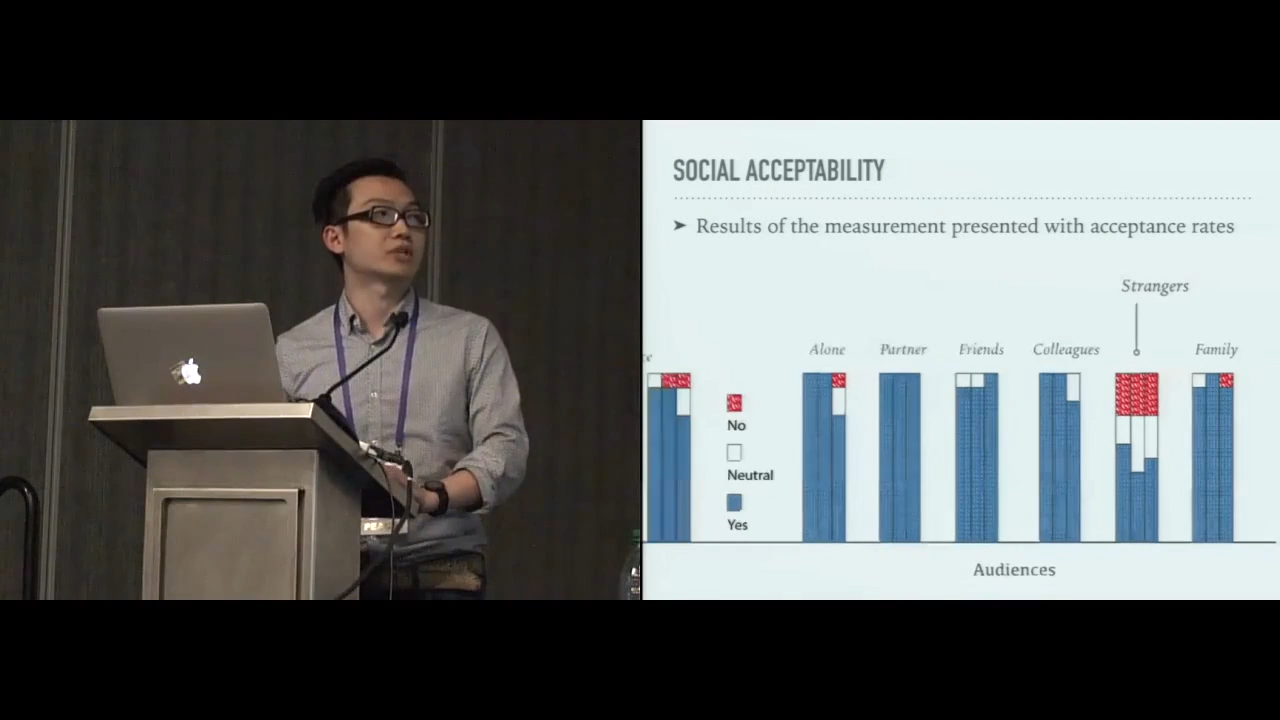 SOCIAL ACCEPTABILITY
➤ Results of the measurement presented with acceptance rates
Strangers
Alone Partner Friends Colleagues Family
No
Neutral
Yes
Audiences